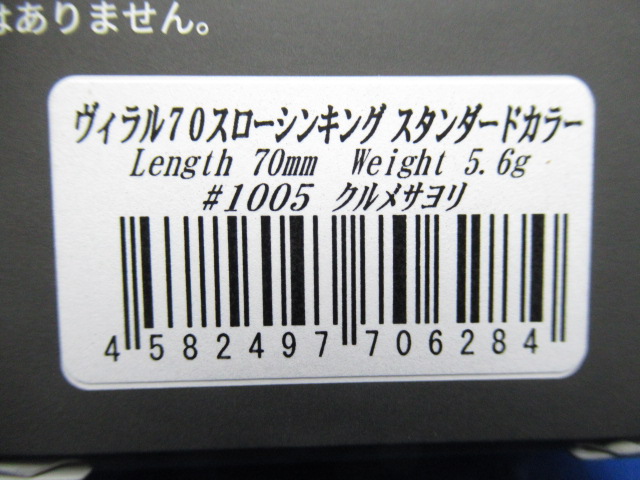 はありません。
ヴィラル70スローシンキング スタンダードカラー
Length 70mm Weight 5.6g
#1005 クルメサヨリ
4 582497 706284